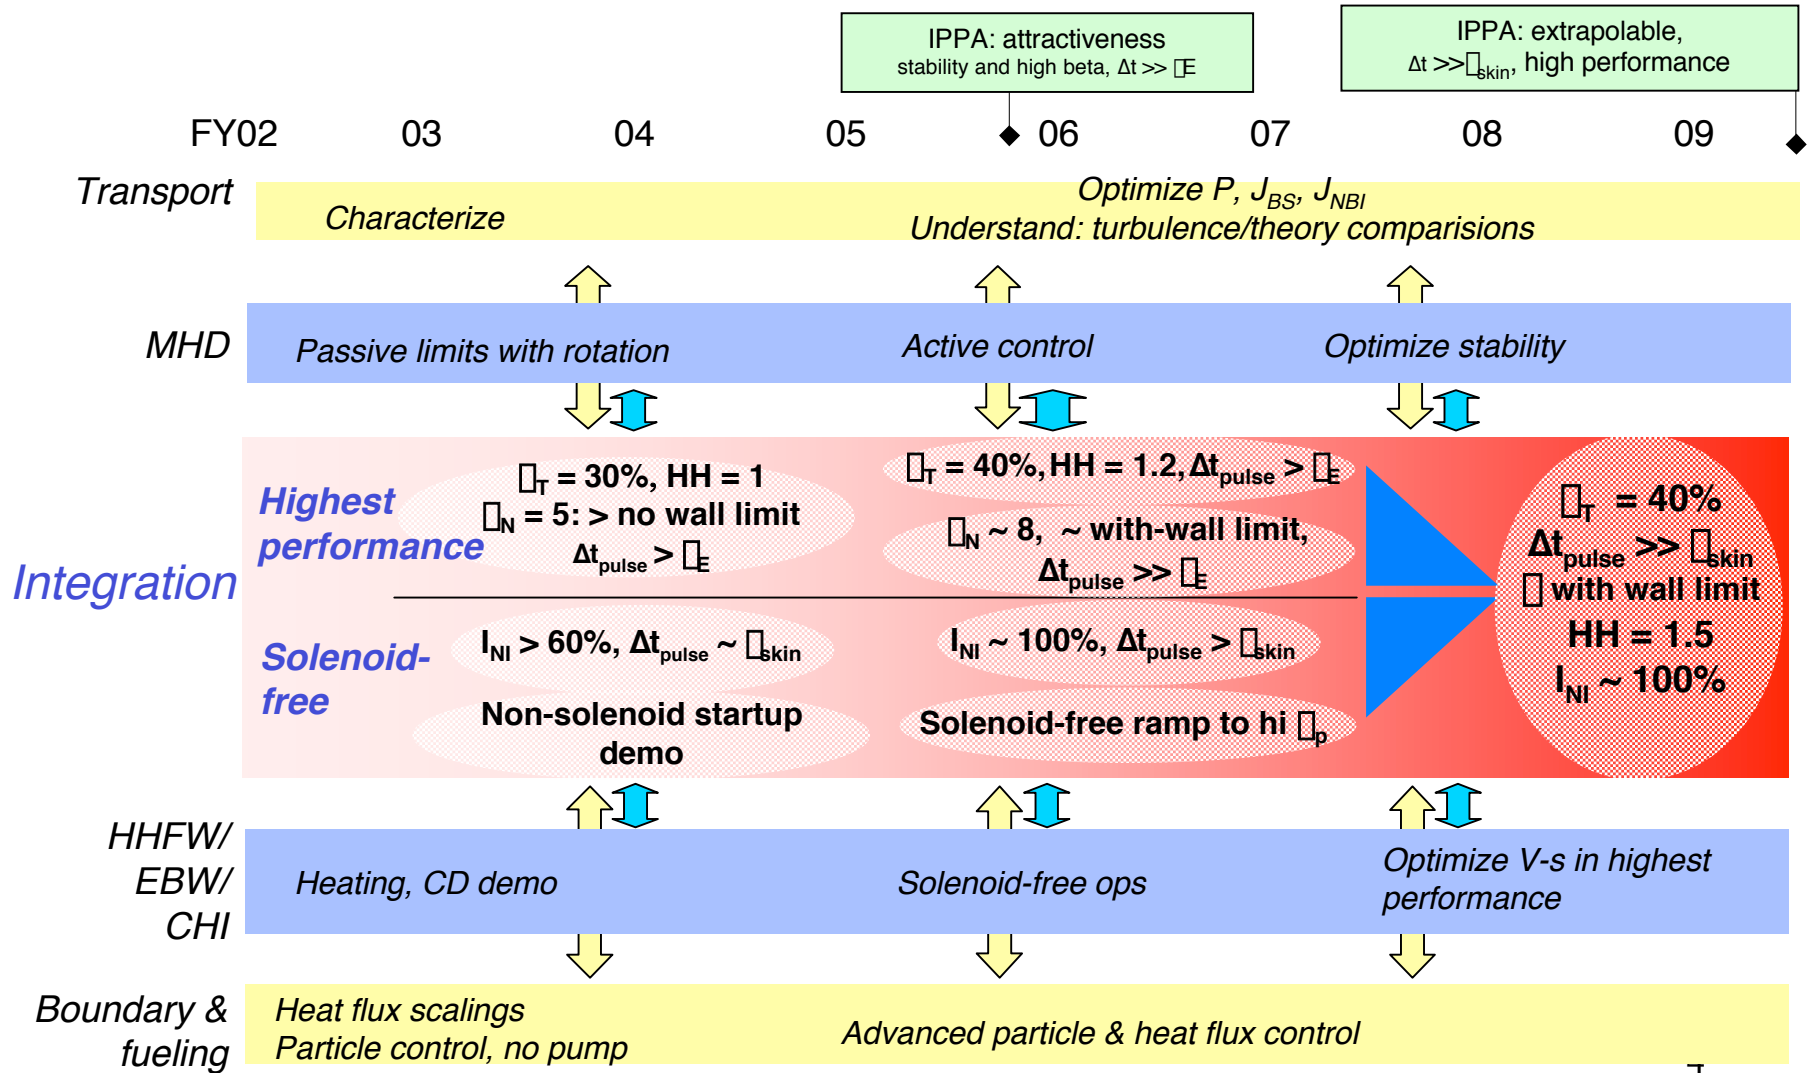 IPPA: attractiveness
stability and high beta, Δt >> □E
IPPA: extrapolable,
Δt >>□skin, high performance
FY02 03 04 05 06 07 08 09
Transport
Characterize
Optimize P, JBS, JNBI
Understand: turbulence/theory comparisions
MHD
Passive limits with rotation
Active control
Optimize stability
Integration
Highest
performance
□T = 30%, HH = 1
□N = 5: > no wall limit
Δtpulse > □E
□T = 40%, HH = 1.2, Δtpulse > □E
□N ~ 8, ~ with-wall limit,
Δtpulse >> □E
Solenoid-
free
INI > 60%, Δtpulse ~ □skin
Non-solenoid startup
demo
INI ~ 100%, Δtpulse > □skin
Solenoid-free ramp to hi □p
□T = 40%
Δtpulse >> □skin
□ with wall limit
HH = 1.5
INI ~ 100%
HHFW/
EBW/
CHI
Heating, CD demo
Solenoid-free ops
Optimize V-s in highest
performance
Boundary &
fueling
Heat flux scalings
Particle control, no pump
Advanced particle & heat flux control